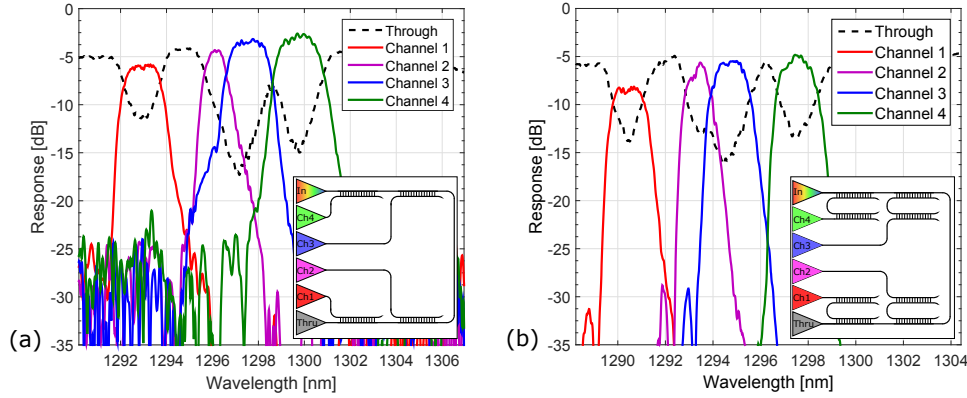 0
-5
-10
-15
-20
-25
-30
-35
Response [dB]
Through
Channel 1
Channel 2
Channel 3
Channel 4
In
Ch4
Ch3
Ch2
Ch1
Thru
1292 1294 1296 1298 1300 1302 1304 1306
Wavelength [nm]
(a)
0
-5
-10
-15
-20
-25
-30
-35
Response [dB]
Through
Channel 1
Channel 2
Channel 3
Channel 4
In
Ch4
Ch3
Ch2
Ch1
Thru
1290 1292 1294 1296 1298 1300 1302 1304
Wavelength [nm]
(b)